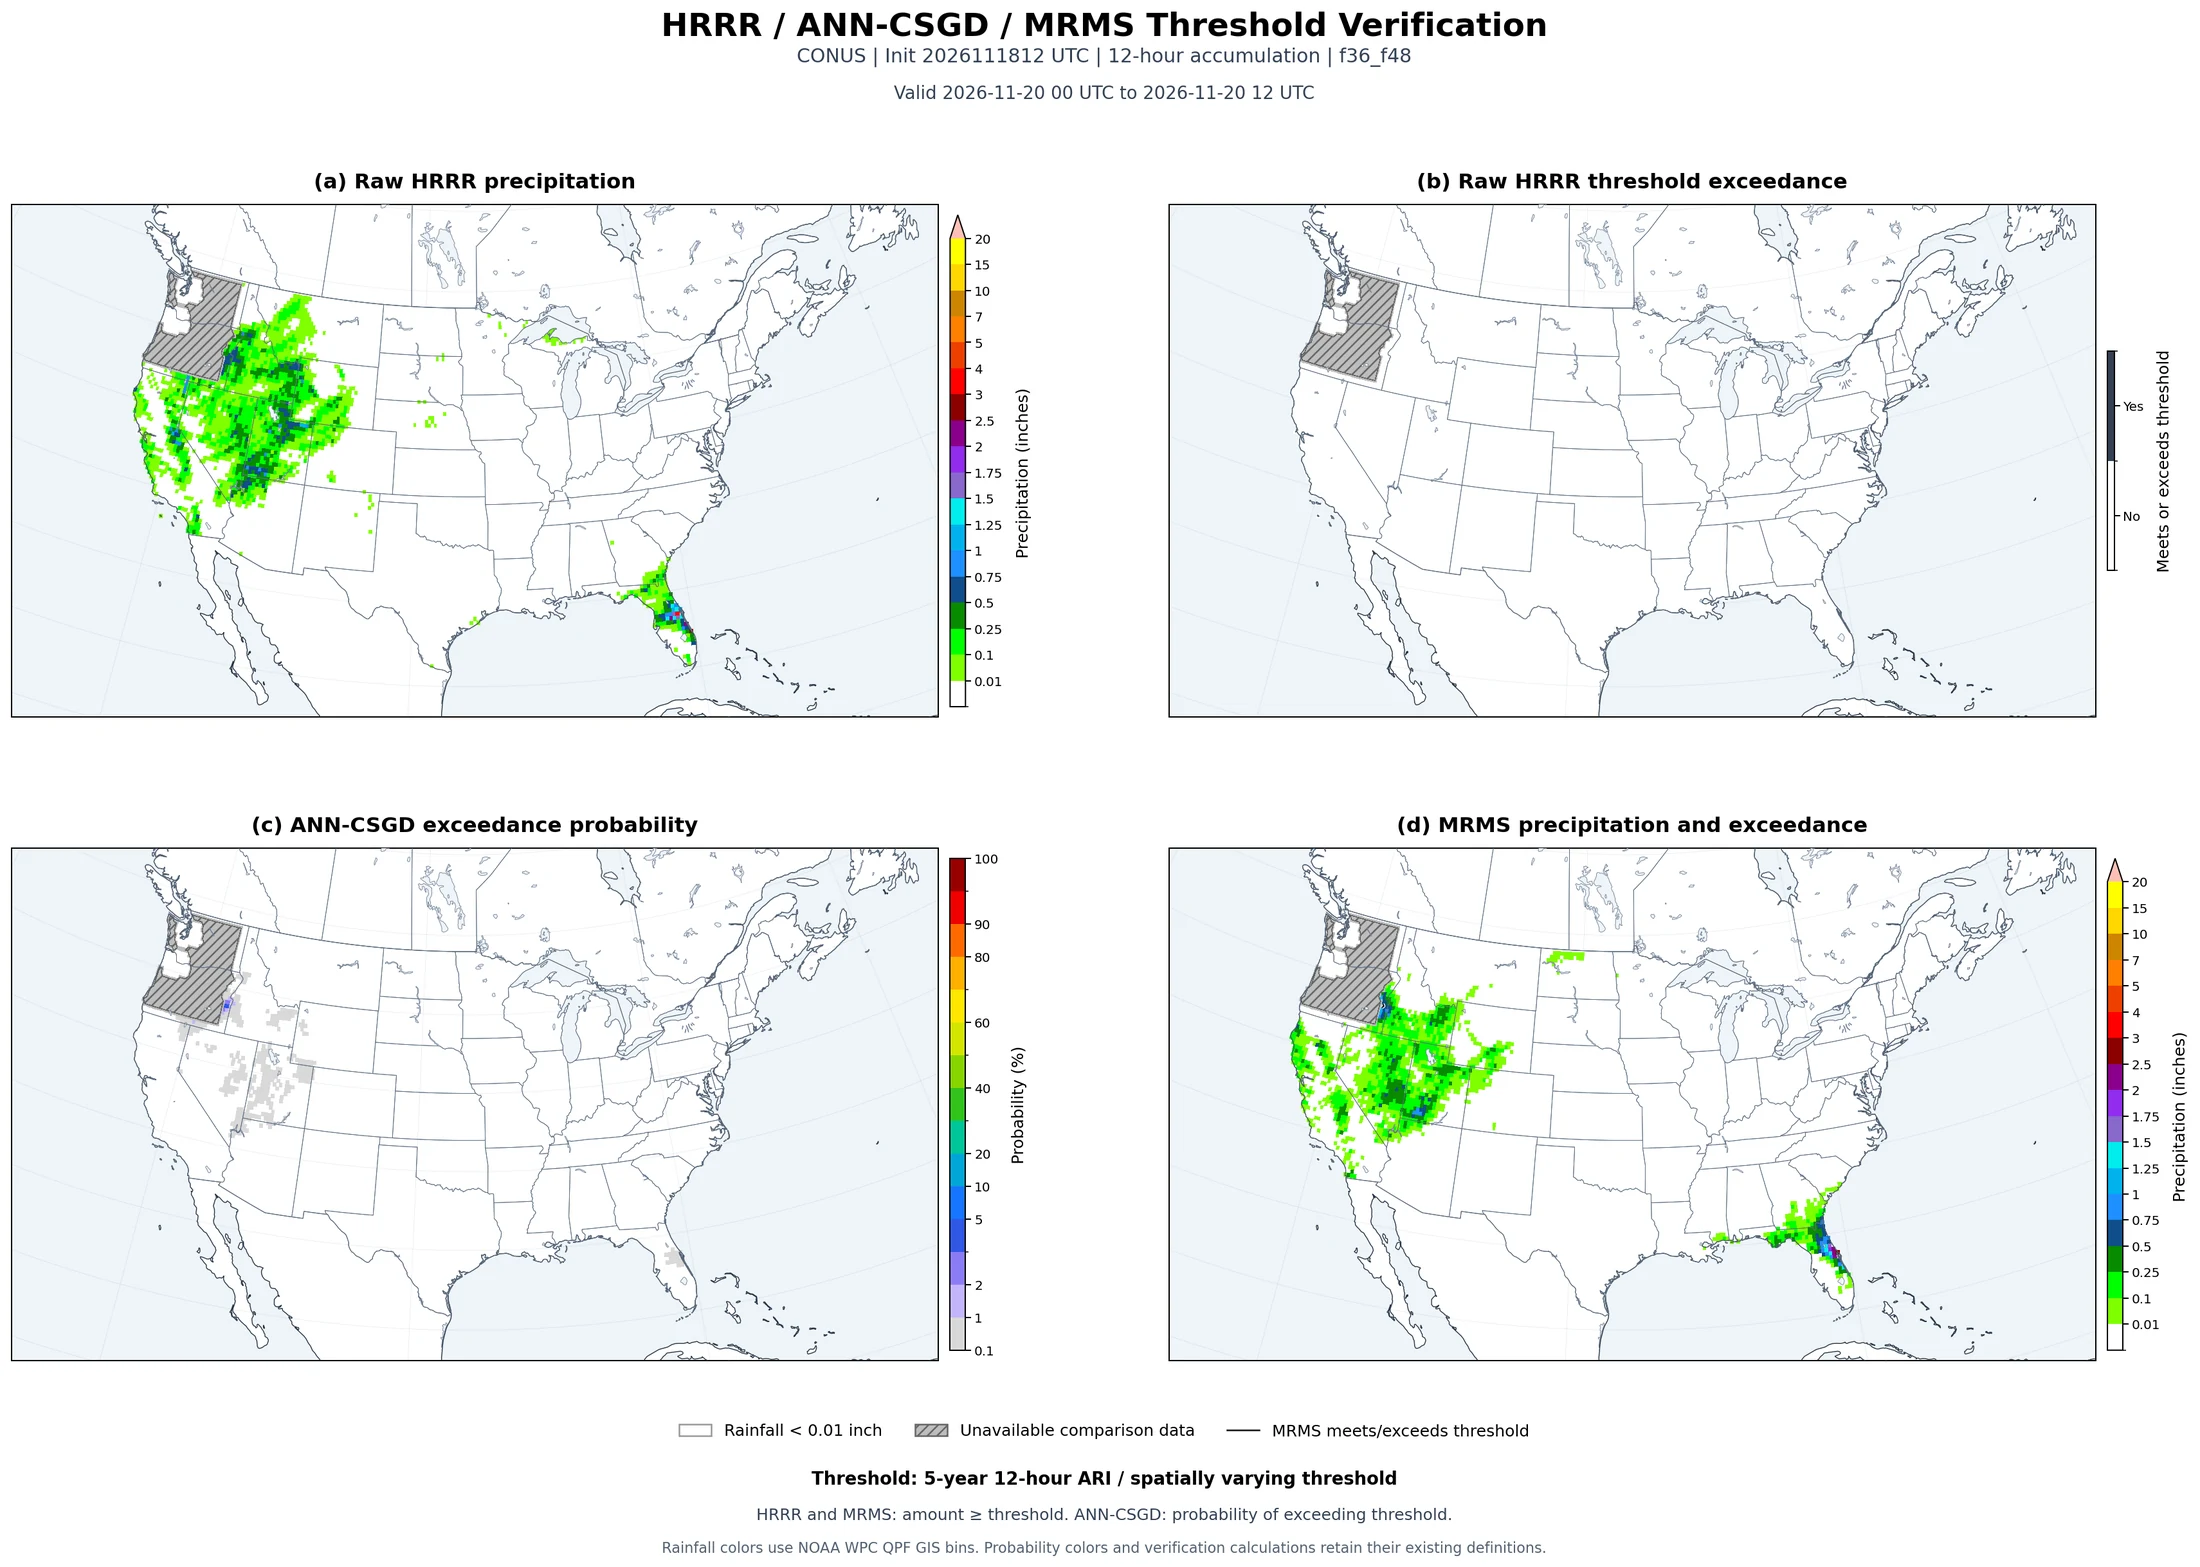 HRRR / ANN-CSGD / MRMS Threshold Verification
CONUS | Init 2026111812 UTC | 12-hour accumulation | f36_f48
Valid 2026-11-20 00 UTC to 2026-11-20 12 UTC
(a) Raw HRRR precipitation
20
15
10
7
5
4
3
2.5
2
1.75
1.5
1.25
1
0.75
0.5
0.25
0.1
0.01
Precipitation (inches)
(b) Raw HRRR threshold exceedance
Yes
No
Meets or exceeds threshold
(c) ANN-CSGD exceedance probability
100
90
80
60
40
20
10
5
2
1
0.1
Probability (%)
(d) MRMS precipitation and exceedance
20
15
10
7
5
4
3
2.5
2
1.75
1.5
1.25
1
0.75
0.5
0.25
0.1
0.01
Precipitation (inches)
Rainfall < 0.01 inch
Unavailable comparison data
MRMS meets/exceeds threshold
Threshold: 5-year 12-hour ARI / spatially varying threshold
HRRR and MRMS: amount ≥ threshold. ANN-CSGD: probability of exceeding threshold.
Rainfall colors use NOAA WPC QPF GIS bins. Probability colors and verification calculations retain their existing definitions.